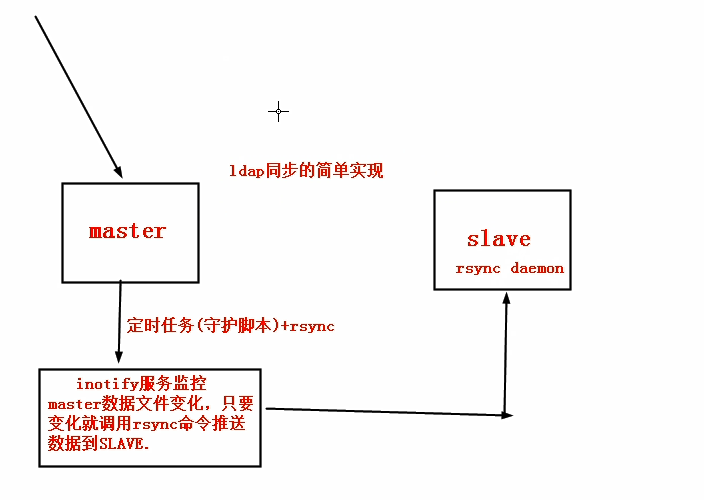 ldap同步的简单实现
master
slave
rsync daemon
定时任务(守护脚本)+rsync
inotify服务监控
master数据文件变化，只要
变化就调用rsync命令推送
数据到SLAVE.